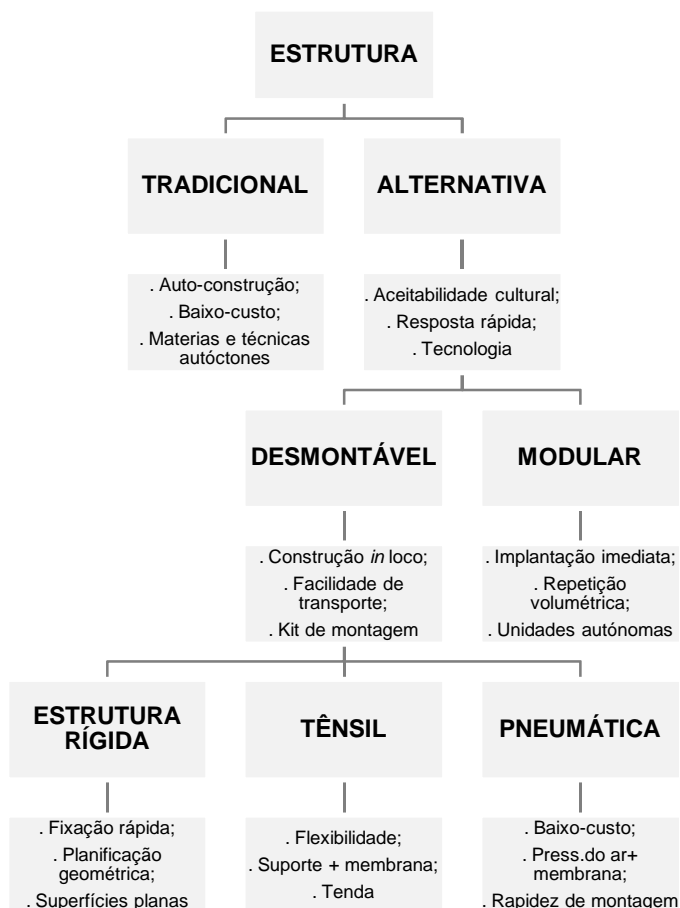 ESTRUTURA
TRADICIONAL
ALTERNATIVA
. Auto-construção;
. Baixo-custo;
. Materias e técnicas
autóctones
. Aceitabilidade cultural;
. Resposta rápida;
. Tecnologia
DESMONTÁVEL
MODULAR
. Construção in loco;
. Facilidade de
transporte;
. Kit de montagem
. Implantação imediata;
. Repetição
volumétrica;
. Unidades autónomas
ESTRUTURA
RÍGIDA
TÊNSIL
PNEUMÁTICA
. Fixação rápida;
. Planificação
geométrica;
. Superfícies planas
. Flexibilidade;
. Suporte + membrana;
. Tenda
. Baixo-custo;
. Press.do ar+
membrana;
. Rapidez de montagem